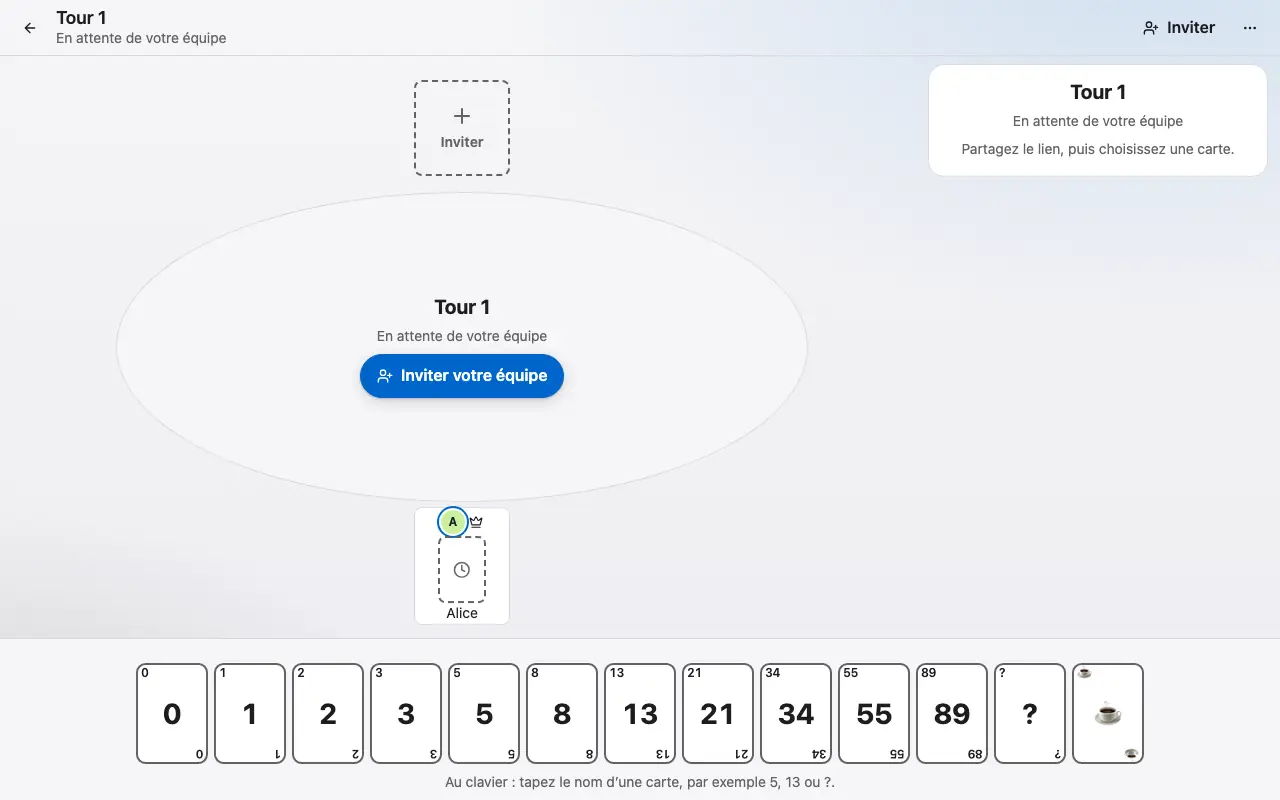 Tour 1
En attente de votre équipe
Inviter
Inviter
Tour 1
En attente de votre équipe
Partagez le lien, puis choisissez une carte.
Tour 1
En attente de votre équipe
Inviter votre équipe
A
Alice
0 0 0
1 1 1
2 2 2
3 3 3
5 5 5
8 8 8
13 13 13
21 21 21
34 34 34
55 55 55
89 89 89
? ? ?
Au clavier : tapez le nom d’une carte, par exemple 5, 13 ou ?.